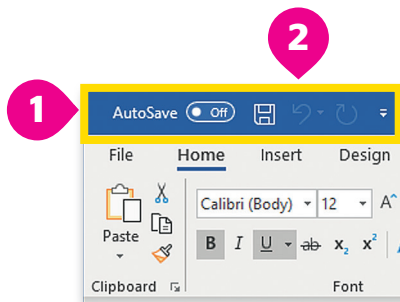 2
1
AutoSave Off
File Home Insert Design
Calibri (Body) 12 A^
Paste
B I U ab x2 x2 A
Clipboard Font